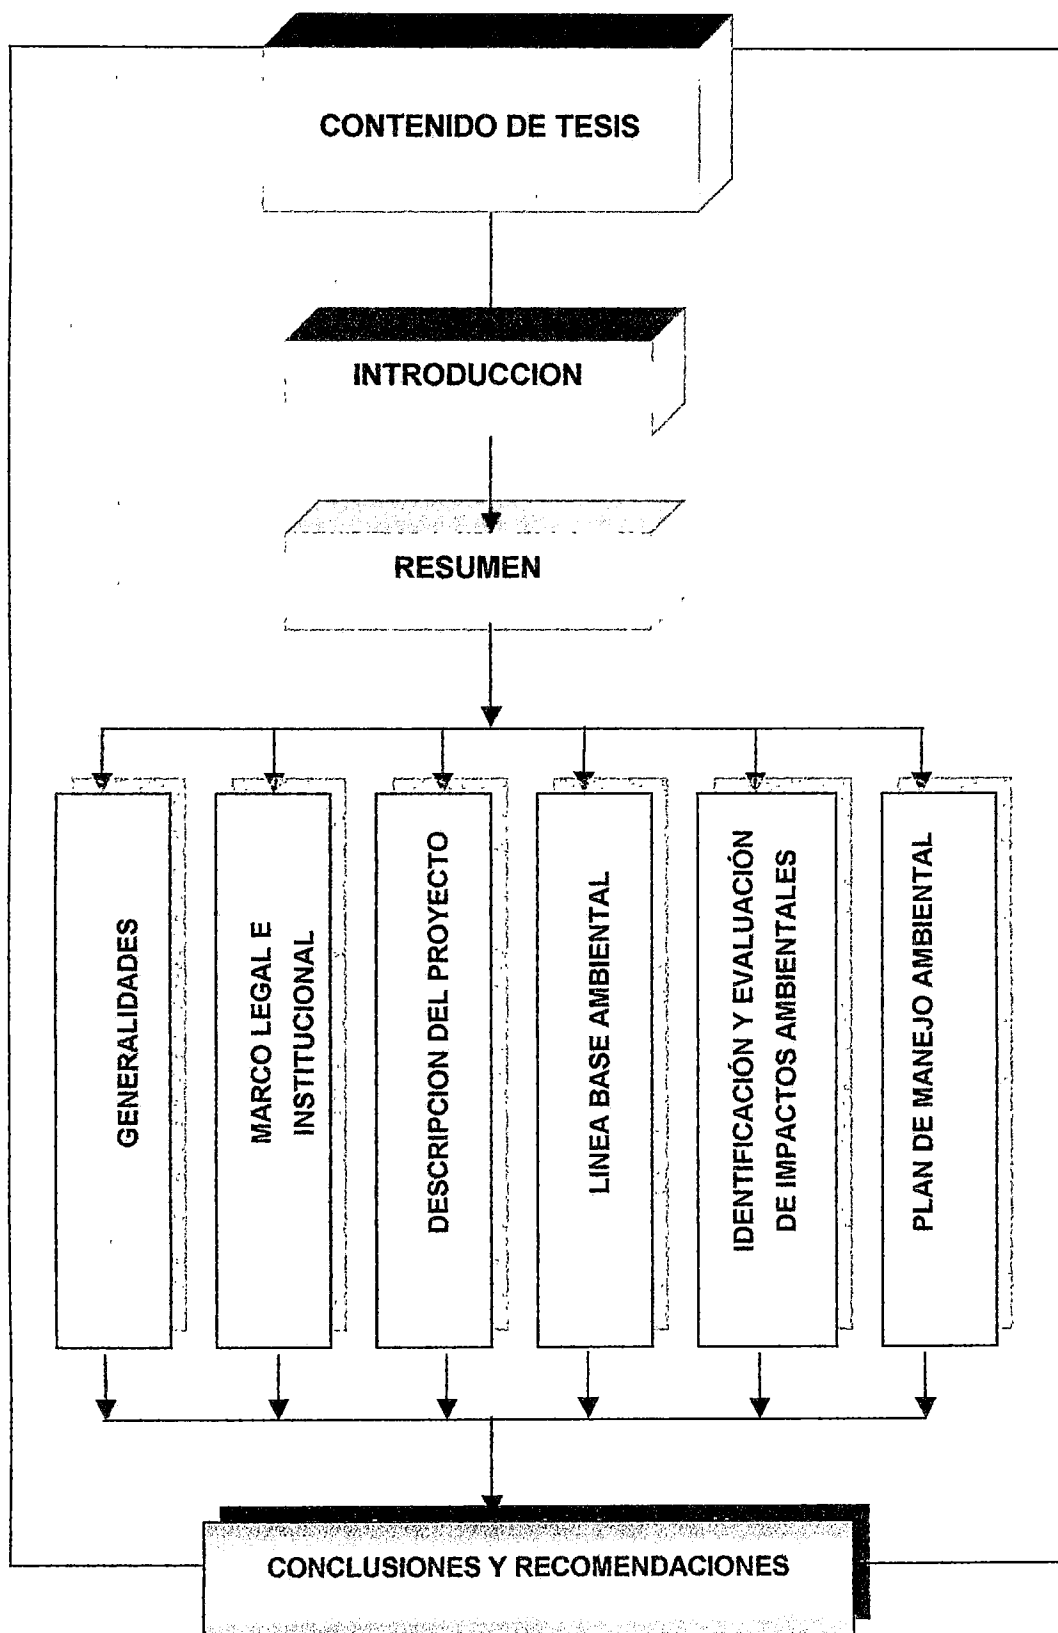 CONTENIDO DE TESIS
INTRODUCCION
RESUMEN
GENERALIDADES
MARCO LEGAL E
INSTITUCIONAL
DESCRIPCION DEL PROYECTO
LINEA BASE AMBIENTAL
IDENTIFICACIÓN Y EVALUACIÓN
DE IMPACTOS AMBIENTALES
PLAN DE MANEJO AMBIENTAL
CONCLUSIONES Y RECOMENDACIONES